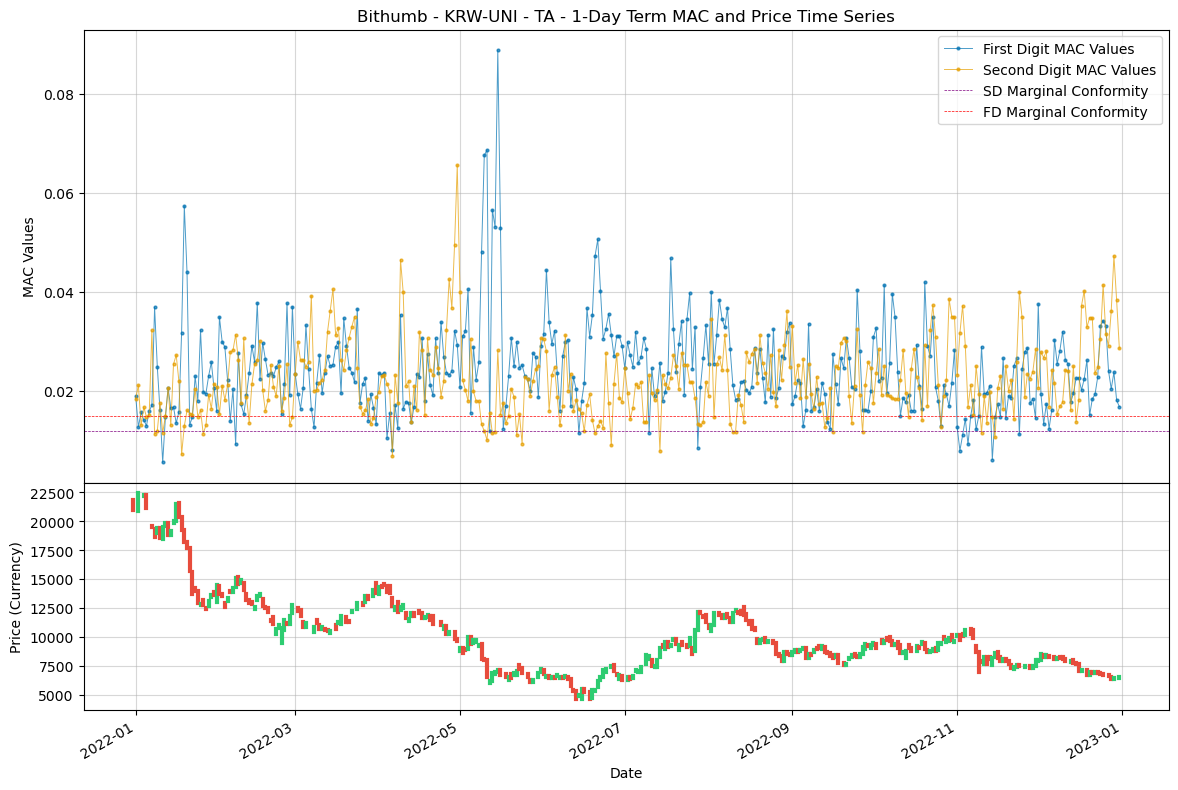 Bithumb - KRW-UNI - TA - 1-Day Term MAC and Price Time Series
First Digit MAC Values
Second Digit MAC Values
SD Marginal Conformity
FD Marginal Conformity
MAC Values
0.08
0.06
0.04
0.02
Price (Currency)
22500
20000
17500
15000
12500
10000
7500
5000
2022-01
2022-03
2022-05
2022-07
2022-09
2022-11
2023-01
Date